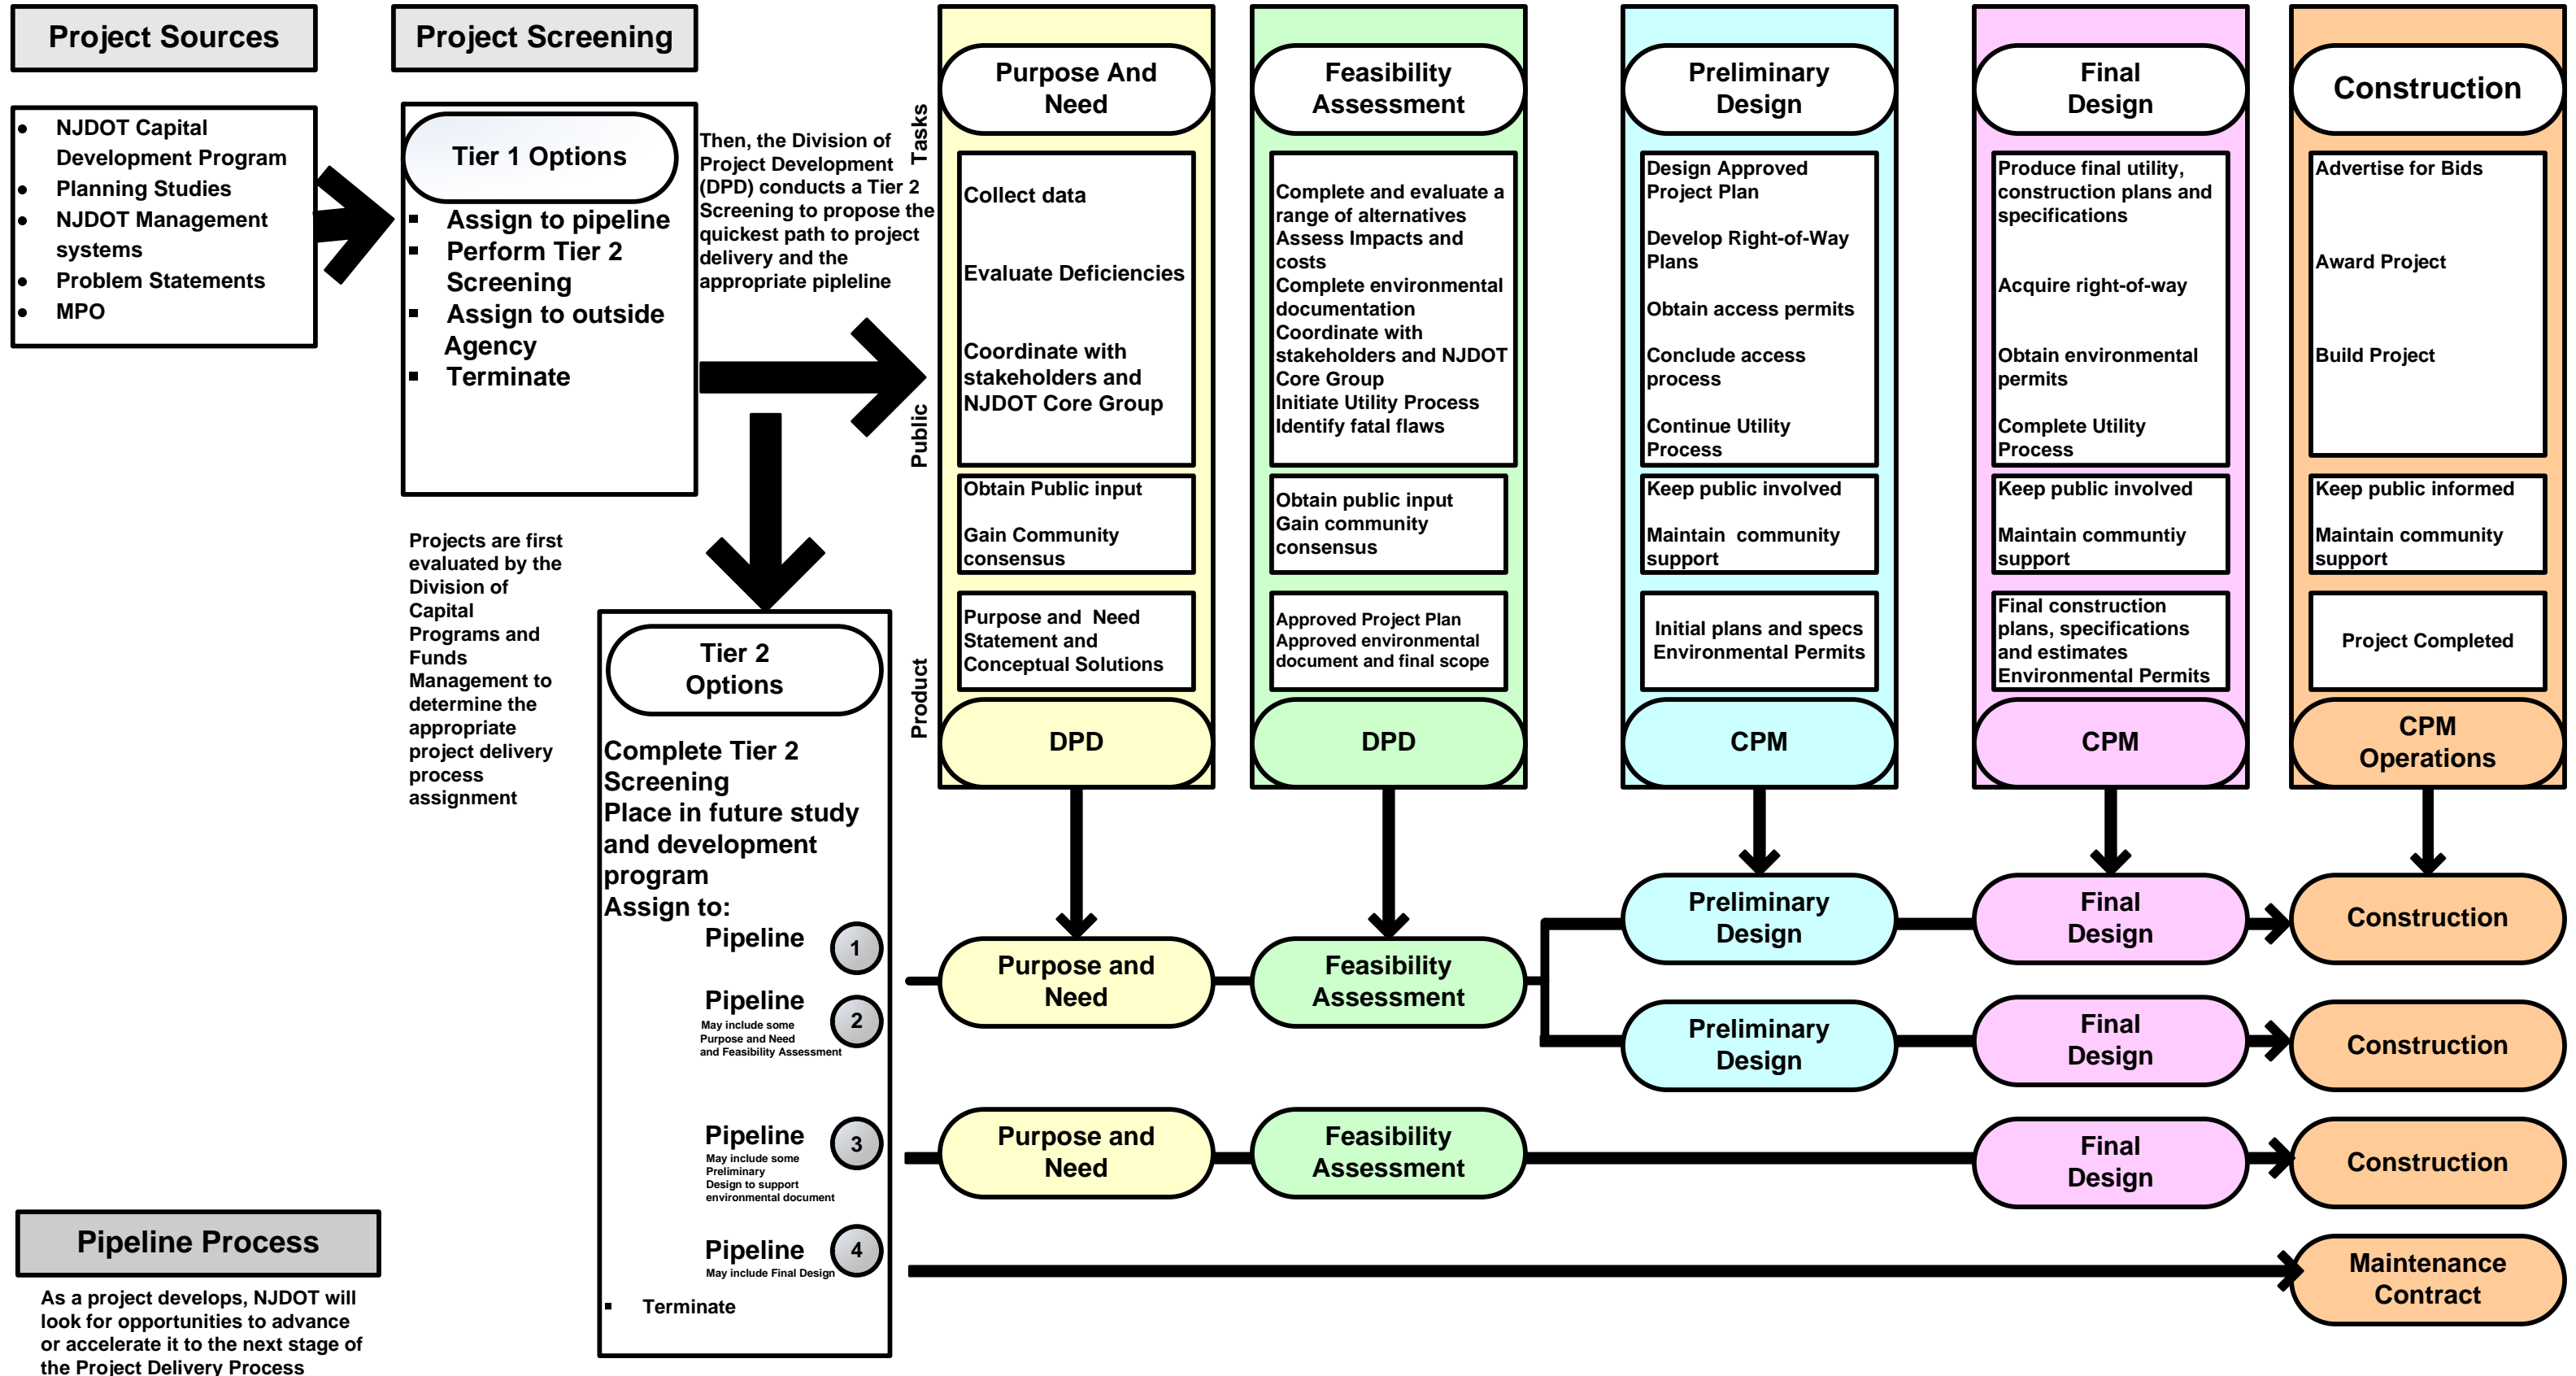 Project Sources
• NJDOT Capital
Development Program
• Planning Studies
• NJDOT Management
systems
• Problem Statements
• MPO
Project Screening
Tier 1 Options
▪ Assign to pipeline
▪ Perform Tier 2
Screening
▪ Assign to outside
Agency
▪ Terminate
Projects are first
evaluated by the
Division of
Capital
Programs and
Funds
Management to
determine the
appropriate
project delivery
process
assignment
Then, the Division of
Project Development
(DPD) conducts a Tier 2
Screening to propose the
quickest path to project
delivery and the
appropriate pipleline
Tier 2
Options
Complete Tier 2
Screening
Place in future study
and development
program
Assign to:
Pipeline 1
Pipeline 2
May include some
Purpose and Need
and Feasibility Assessment
Pipeline 3
May include some
Preliminary
Design to support
environmental document
Pipeline 4
May include Final Design
▪ Terminate
Pipeline Process
As a project develops, NJDOT will
look for opportunities to advance
or accelerate it to the next stage of
the Project Delivery Process
Tasks
Public
Product
Purpose And
Need
Collect data
Evaluate Deficiencies
Coordinate with
stakeholders and
NJDOT Core Group
Obtain Public input
Gain Community
consensus
Purpose and Need
Statement and
Conceptual Solutions
DPD
Feasibility
Assessment
Complete and evaluate a
range of alternatives
Assess Impacts and
costs
Complete environmental
documentation
Coordinate with
stakeholders and NJDOT
Core Group
Initiate Utility Process
Identify fatal flaws
Obtain public input
Gain community
consensus
Approved Project Plan
Approved environmental
document and final scope
DPD
Preliminary
Design
Design Approved
Project Plan
Develop Right-of-Way
Plans
Obtain access permits
Conclude access
process
Continue Utility
Process
Keep public involved
Maintain community
support
Initial plans and specs
Environmental Permits
CPM
Final
Design
Produce final utility,
construction plans and
specifications
Acquire right-of-way
Obtain environmental
permits
Complete Utility
Process
Keep public involved
Maintain communtiy
support
Final construction
plans, specifications
and estimates
Environmental Permits
CPM
Construction
Advertise for Bids
Award Project
Build Project
Keep public informed
Maintain community
support
Project Completed
CPM
Operations
Purpose and
Need
Feasibility
Assessment
Preliminary
Design
Final
Design
Construction
Preliminary
Design
Final
Design
Construction
Purpose and
Need
Feasibility
Assessment
Final
Design
Construction
Maintenance
Contract